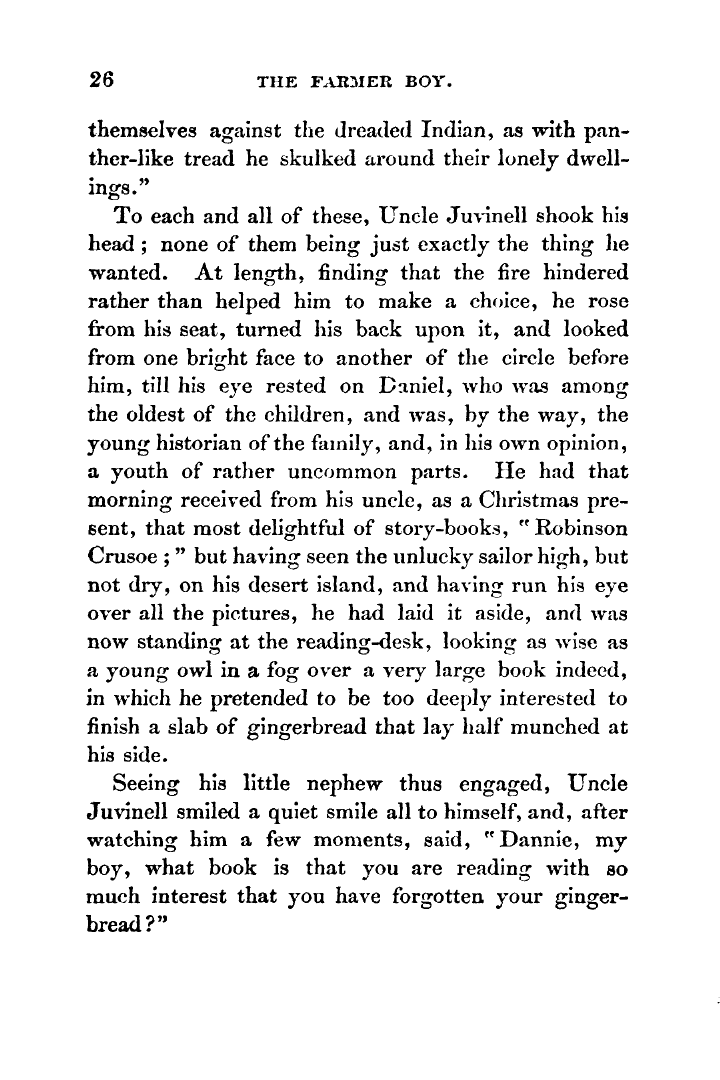 26 THE FARMER BOY.
themselves against the dreaded Indian, as with pan-
ther-like tread he skulked around their lonely dwell-
ings."
To each and all of these, Uncle Juvinell shook his
head ; none of them being just exactly the thing he
wanted. At length, finding that the fire hindered
rather than helped him to make a choice, he rose
from his seat, turned his back upon it, and looked
from one bright face to another of the circle before
him, till his eye rested on Daniel, who was among
the oldest of the children, and was, by the way, the
young historian of the family, and, in his own opinion,
a youth of rather uncommon parts. He had that
morning received from his uncle, as a Christmas pre-
sent, that most delightful of story-books, "Robinson
Crusoe ; " but having seen the unlucky sailor high, but
not dry, on his desert island, and having run his eye
over all the pictures, he had laid it aside, and was
now standing at the reading-desk, looking as wise as
a young owl in a fog over a very large book indeed,
in which he pretended to be too deeply interested to
finish a slab of gingerbread that lay half munched at
his side.
Seeing his little nephew thus engaged, Uncle
Juvinell smiled a quiet smile all to himself, and, after
watching him a few moments, said, "Dannie, my
boy, what book is that you are reading with so
much interest that you have forgotten your ginger-
bread?"